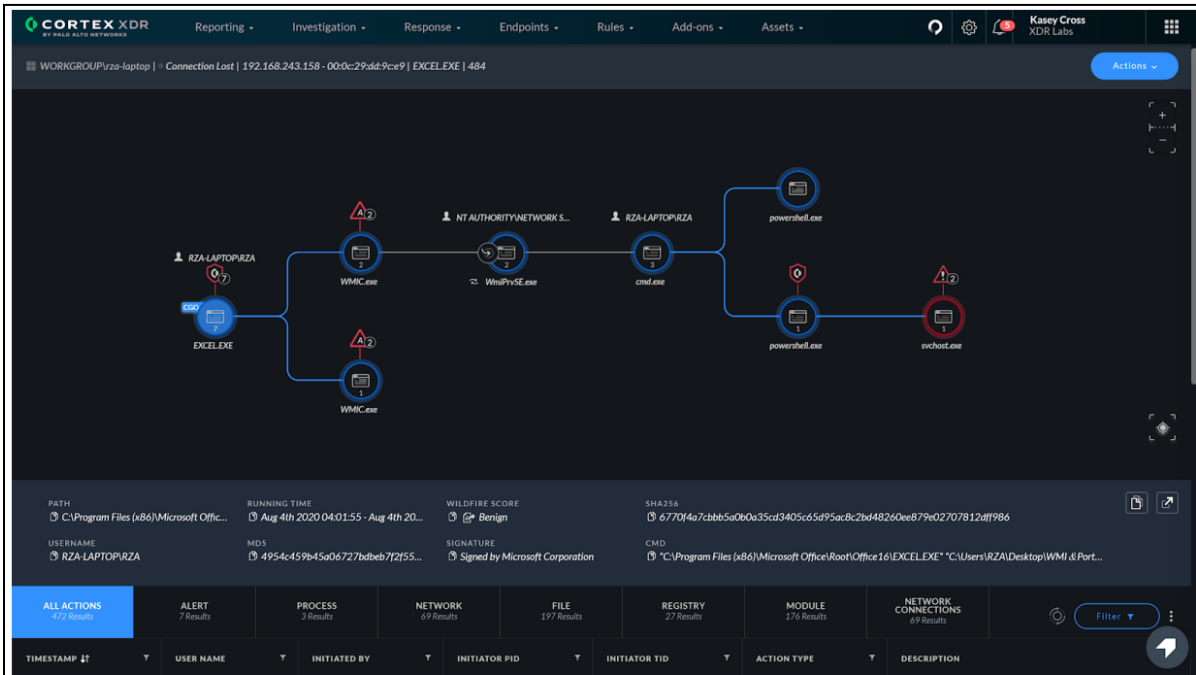 CORTEX XDR
BY PALO ALTO NETWORKS
Reporting
Investigation
Response
Endpoints
Rules
Add-ons
Assets
5
Kasey Cross
XDR Labs
WORKGROUP\rza-laptop | Connection Lost | 192.168.243.158 - 00:0c:29:dd:9c:e9 | EXCEL.EXE | 484
Actions
RZA-LAPTOP\RZA
7
CGO
7
EXCEL.EXE
A 2
2
WMIC.exe
A 2
1
WMIC.exe
NT AUTHORITY\NETWORK S...
2
WmiPrvSE.exe
RZA-LAPTOP\RZA
3
cmd.exe
powershell.exe
1
powershell.exe
2
1
svchost.exe
PATH
C:\Program Files (x86)\Microsoft Offic...
RUNNING TIME
Aug 4th 2020 04:01:55 - Aug 4th 20...
WILDFIRE SCORE
Benign
SHA256
6770f4a7cbbb5a0b0a35cd3405c65d95ac8c2bd48260ee879e02707812dff986
USERNAME
RZA-LAPTOP\RZA
MD5
4954c459b45a06727bdbeb7f2f55...
SIGNATURE
Signed by Microsoft Corporation
CMD
"C:\Program Files (x86)\Microsoft Office\Root\Office16\EXCEL.EXE" "C:\Users\RZA\Desktop\WMI & Port...
ALL ACTIONS
472 Results
ALERT
7 Results
PROCESS
3 Results
NETWORK
69 Results
FILE
197 Results
REGISTRY
27 Results
MODULE
176 Results
NETWORK
CONNECTIONS
69 Results
Filter
TIMESTAMP
USER NAME
INITIATED BY
INITIATOR PID
INITIATOR TID
ACTION TYPE
DESCRIPTION